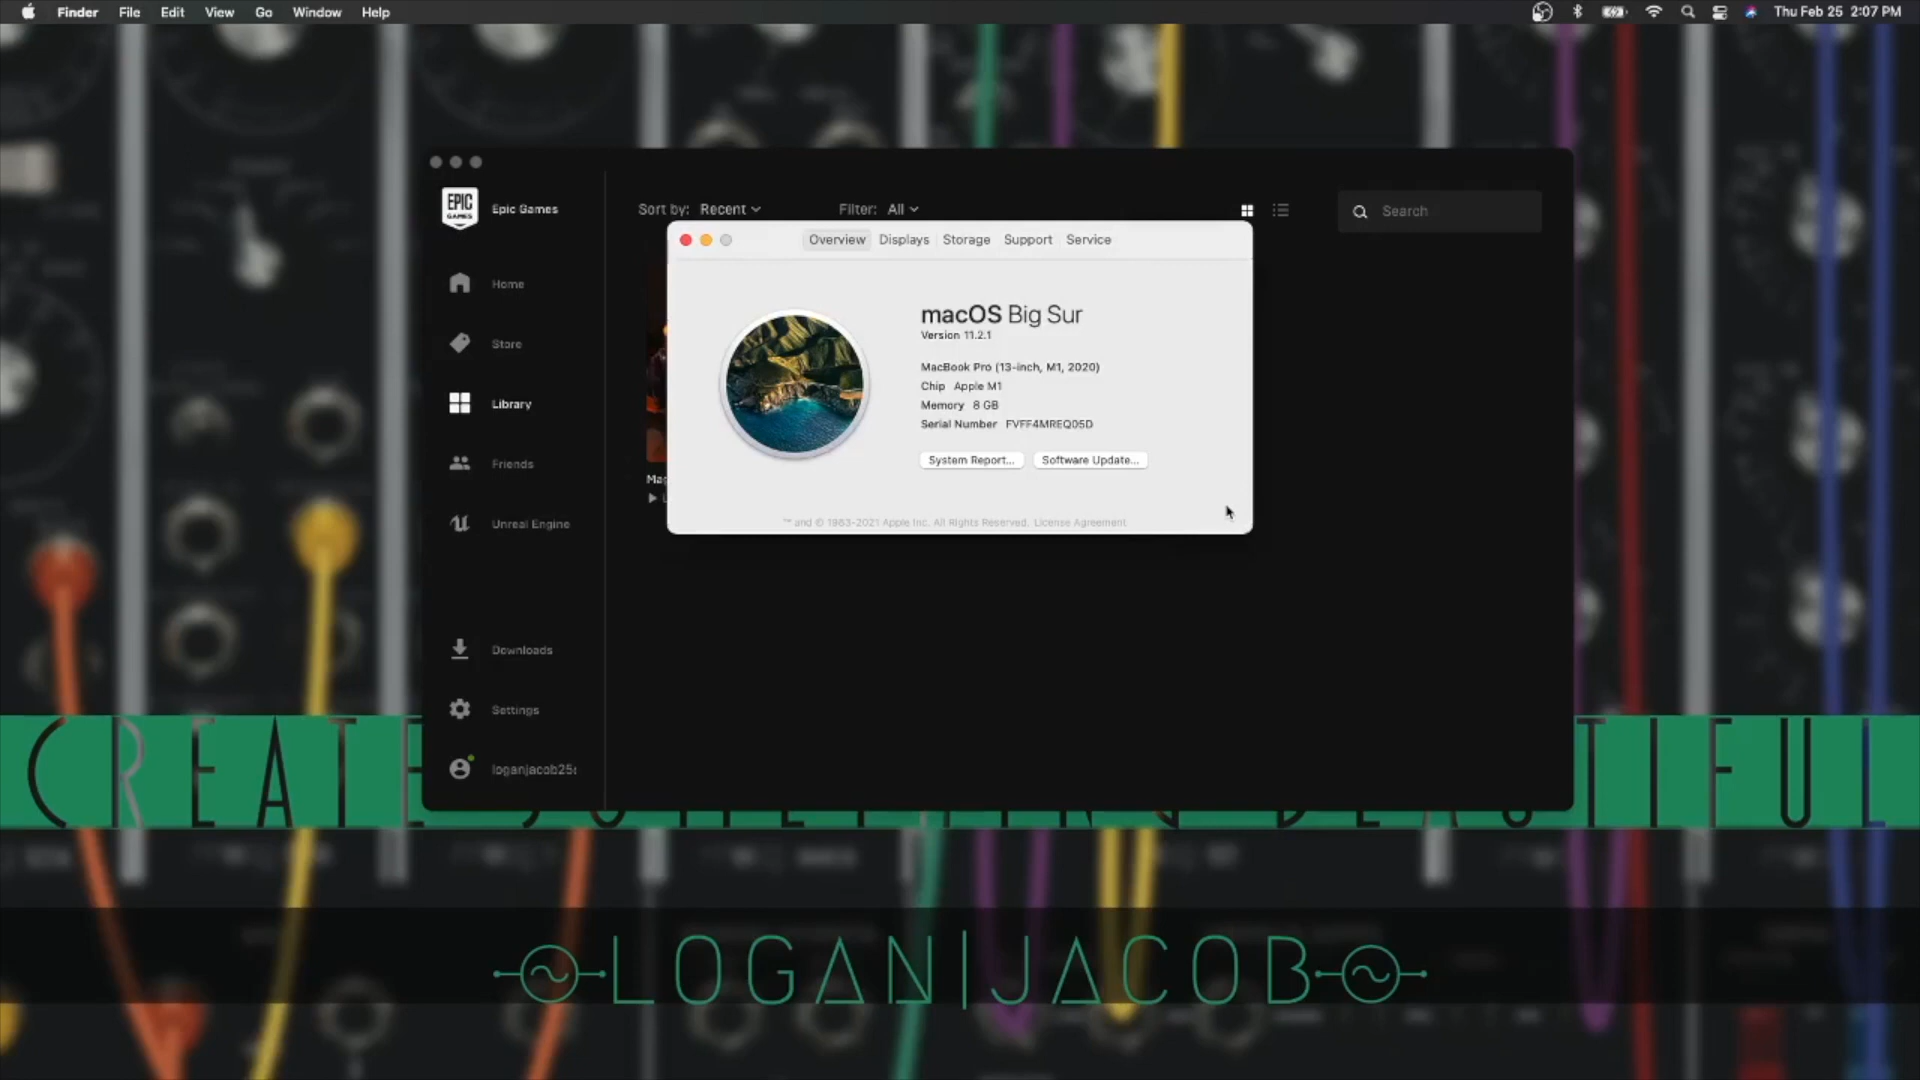 Finder File Edit View Go Window Help
Thu Feb 25 2:07 PM
EPIC GAMES
Epic Games
Sort by: Recent
Filter: All
Search
Overview Displays Storage Support Service
Home
Store
Library
Friends
Unreal Engine
Downloads
Settings
loganjacob25
macOS Big Sur
Version 11.2.1
MacBook Pro (13-inch, M1, 2020)
Chip Apple M1
Memory 8 GB
Serial Number FVFF4MREQ05D
System Report... Software Update...
™ and © 1983-2021 Apple Inc. All Rights Reserved. License Agreement
CREATE
LOGAN|JACOB